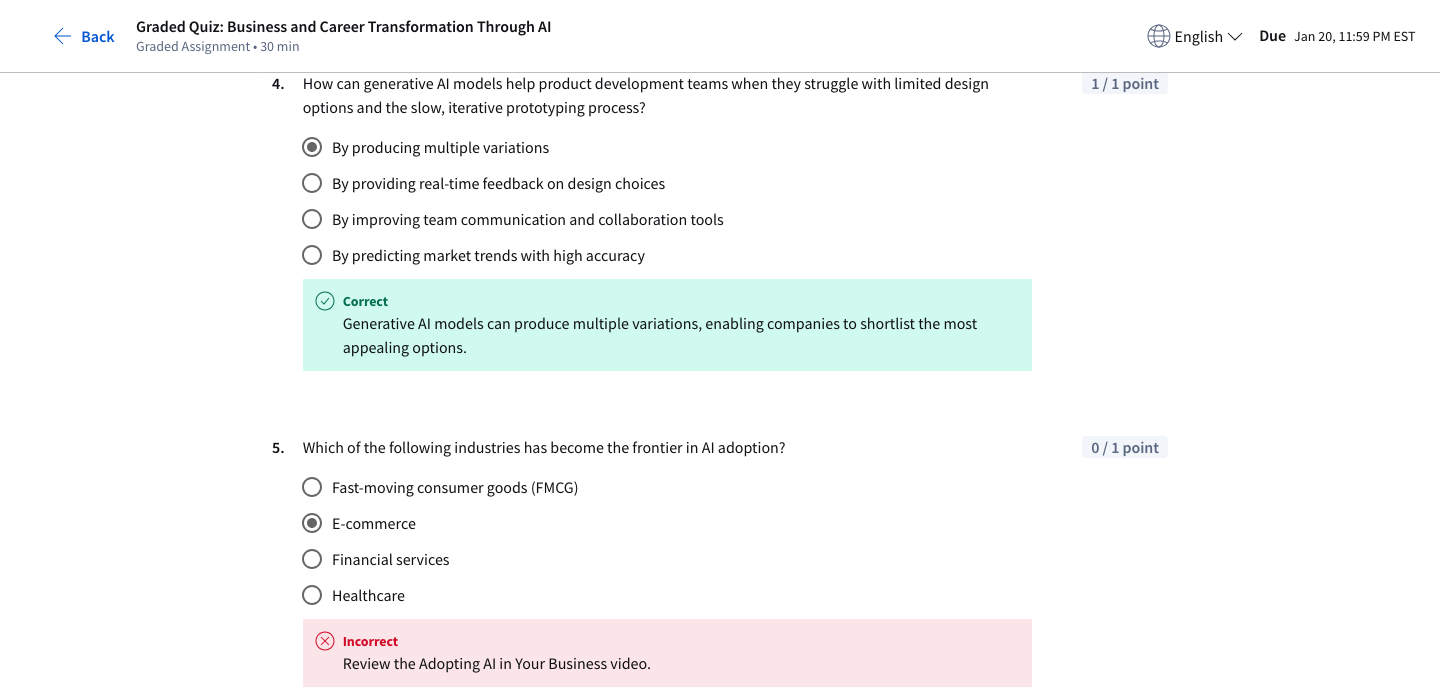 Back
Graded Quiz: Business and Career Transformation Through AI
Graded Assignment • 30 min
English
Due Jan 20, 11:59 PM EST
4. How can generative AI models help product development teams when they struggle with limited design
options and the slow, iterative prototyping process?
1 / 1 point
By producing multiple variations
By providing real-time feedback on design choices
By improving team communication and collaboration tools
By predicting market trends with high accuracy
Correct
Generative AI models can produce multiple variations, enabling companies to shortlist the most
appealing options.
5. Which of the following industries has become the frontier in AI adoption?
0 / 1 point
Fast-moving consumer goods (FMCG)
E-commerce
Financial services
Healthcare
Incorrect
Review the Adopting AI in Your Business video.